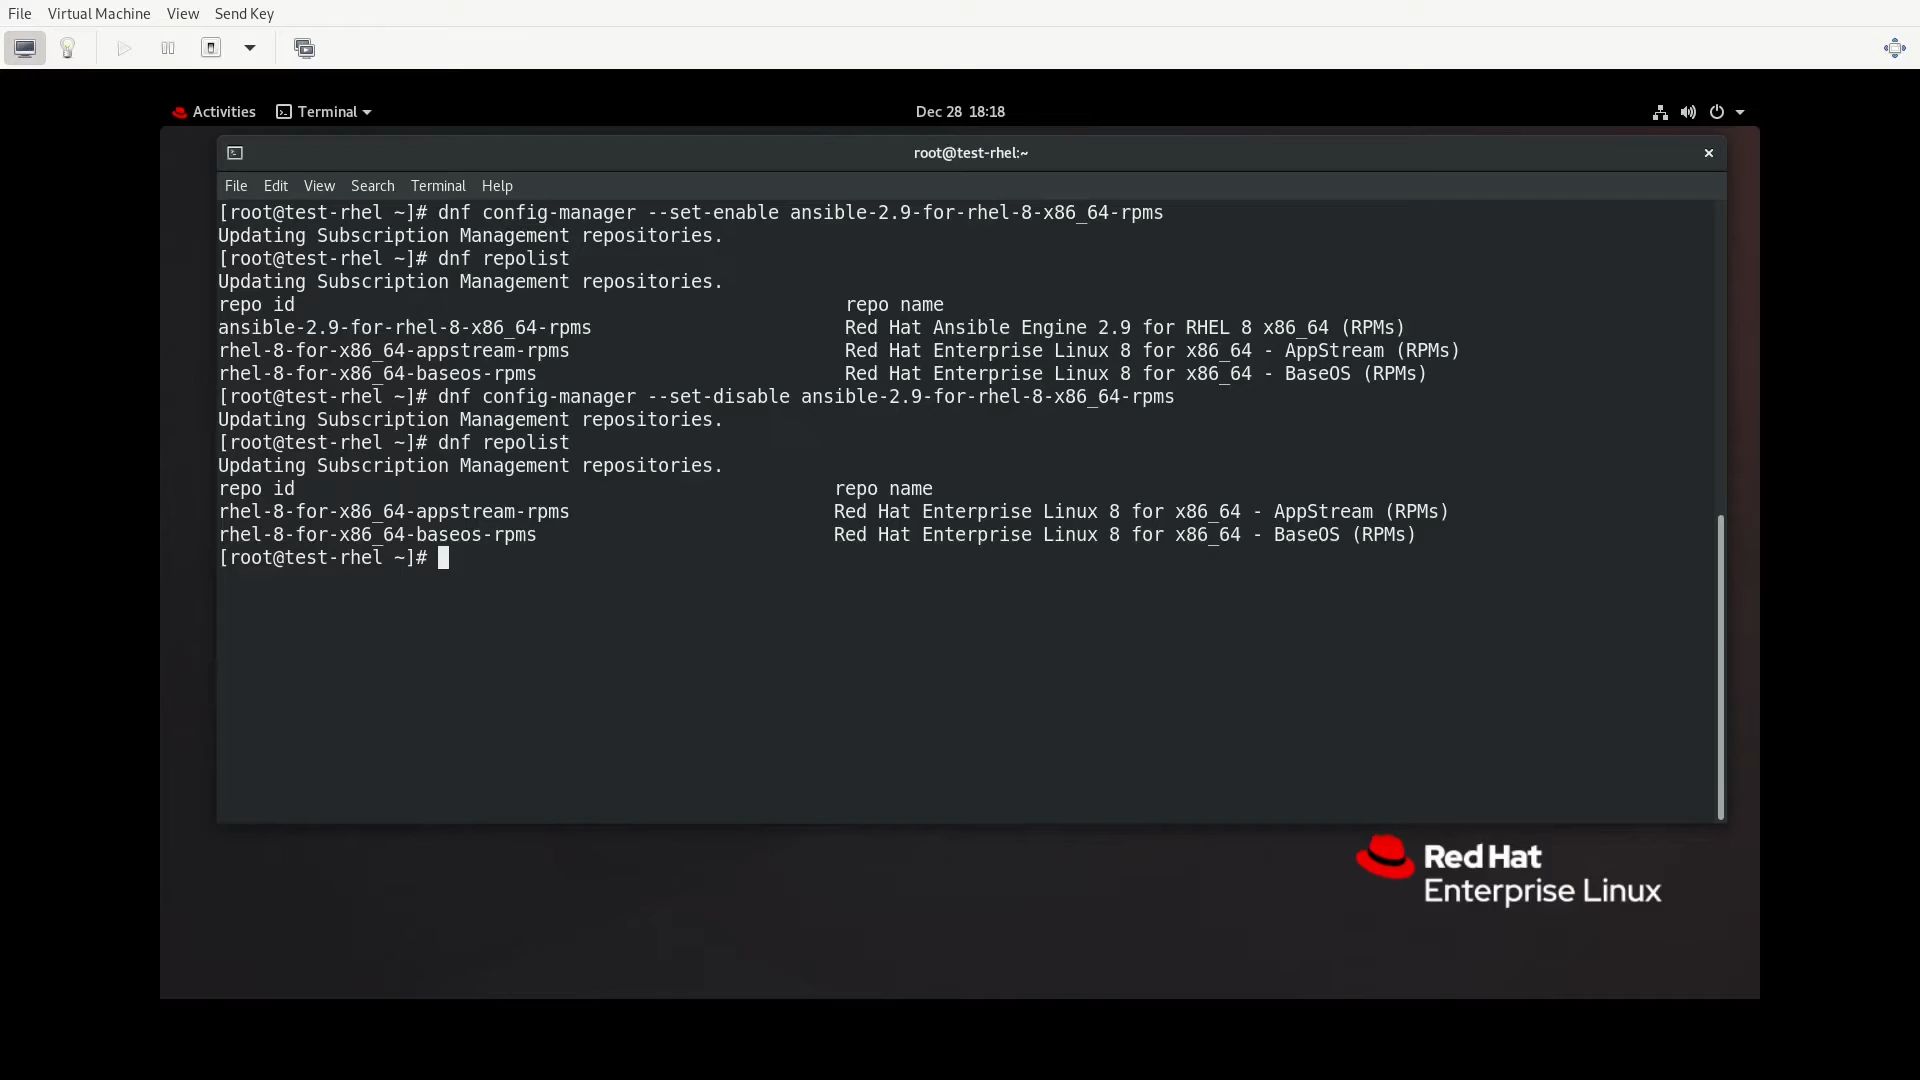 File Virtual Machine View Send Key
Activities Terminal Dec 28 18:18
root@test-rhel:~
File Edit View Search Terminal Help
[root@test-rhel ~]# dnf config-manager --set-enable ansible-2.9-for-rhel-8-x86_64-rpms
Updating Subscription Management repositories.
[root@test-rhel ~]# dnf repolist
Updating Subscription Management repositories.
repo id repo name
ansible-2.9-for-rhel-8-x86_64-rpms Red Hat Ansible Engine 2.9 for RHEL 8 x86_64 (RPMs)
rhel-8-for-x86_64-appstream-rpms Red Hat Enterprise Linux 8 for x86_64 - AppStream (RPMs)
rhel-8-for-x86_64-baseos-rpms Red Hat Enterprise Linux 8 for x86_64 - BaseOS (RPMs)
[root@test-rhel ~]# dnf config-manager --set-disable ansible-2.9-for-rhel-8-x86_64-rpms
Updating Subscription Management repositories.
[root@test-rhel ~]# dnf repolist
Updating Subscription Management repositories.
repo id repo name
rhel-8-for-x86_64-appstream-rpms Red Hat Enterprise Linux 8 for x86_64 - AppStream (RPMs)
rhel-8-for-x86_64-baseos-rpms Red Hat Enterprise Linux 8 for x86_64 - BaseOS (RPMs)
[root@test-rhel ~]#
Red Hat
Enterprise Linux